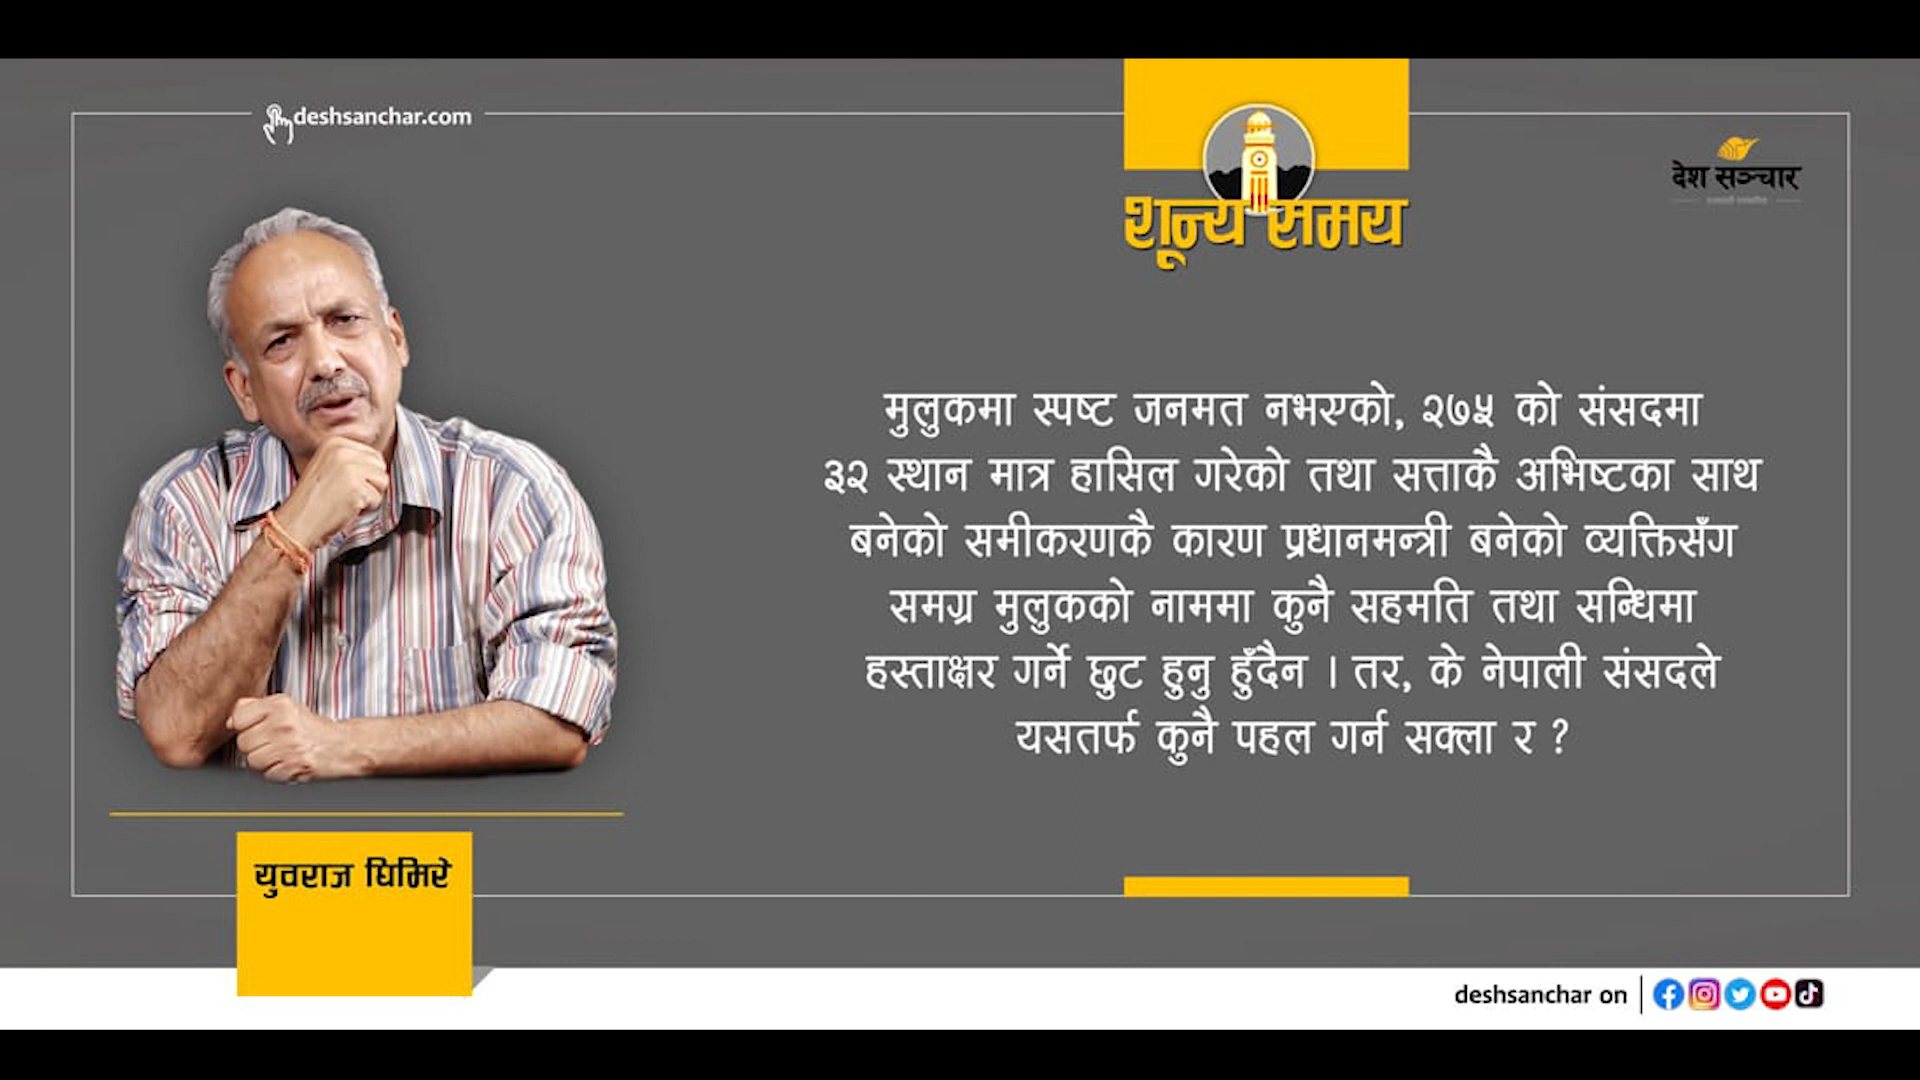 deshsanchar.com
शून्य समय
देश सञ्चार
मुलुकमा स्पष्ट जनमत नभएको, २७५ को संसदमा
३२ स्थान मात्र हासिल गरेको तथा सत्ताकै अभिष्टका साथ
बनेको समीकरणकै कारण प्रधानमन्त्री बनेको व्यक्तिसँग
समग्र मुलुकको नाममा कुनै सहमति तथा सन्धिमा
हस्ताक्षर गर्ने छुट हुनु हुँदैन । तर, के नेपाली संसदले
यसतर्फ कुनै पहल गर्न सक्ला र ?
युवराज घिमिरे
deshsanchar on